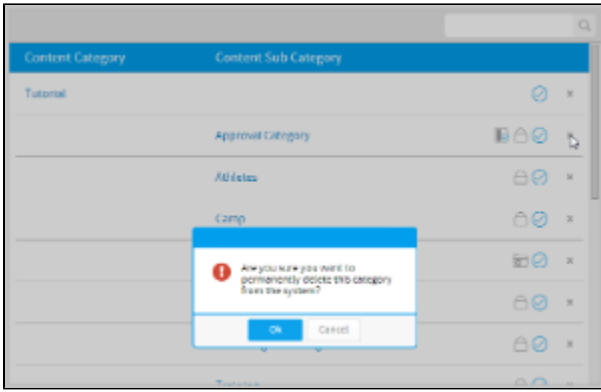 Content Category Content Sub Category
Tutorial
Approval Category
Athletes
Camp
Are you sure you want to
permanently delete this category
from the system?
Ok Cancel
Training